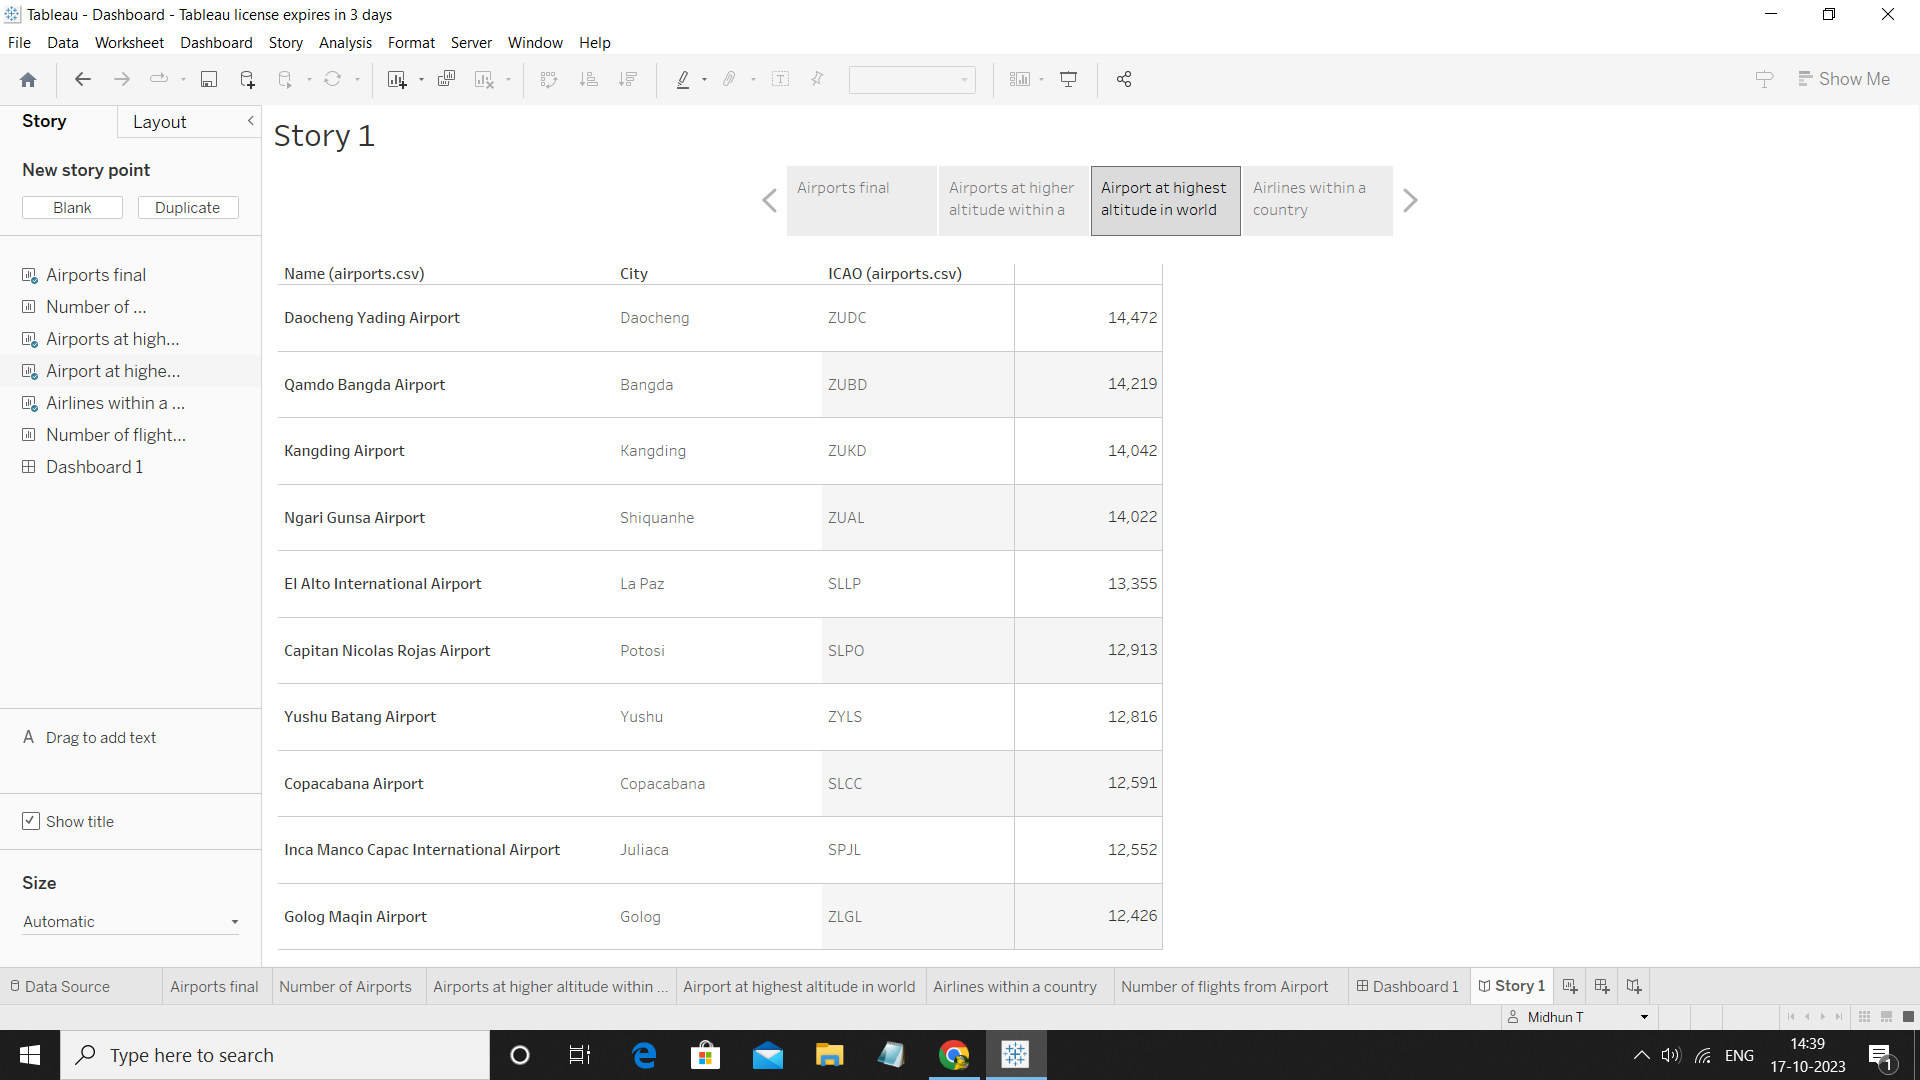 Tableau - Dashboard - Tableau license expires in 3 days
File Data Worksheet Dashboard Story Analysis Format Server Window Help
Show Me
Story Layout
New story point
Blank Duplicate
Airports final
Number of ...
Airports at high...
Airport at highe...
Airlines within a ...
Number of flight...
Dashboard 1
A Drag to add text
Show title
Size
Automatic
Story 1
Airports final
Airports at higher
altitude within a
Airport at highest
altitude in world
Airlines within a
country
Name (airports.csv) City ICAO (airports.csv)
Daocheng Yading Airport Daocheng ZUDC 14,472
Qamdo Bangda Airport Bangda ZUBD 14,219
Kangding Airport Kangding ZUKD 14,042
Ngari Gunsa Airport Shiquanhe ZUAL 14,022
El Alto International Airport La Paz SLLP 13,355
Capitan Nicolas Rojas Airport Potosi SLPO 12,913
Yushu Batang Airport Yushu ZYLS 12,816
Copacabana Airport Copacabana SLCC 12,591
Inca Manco Capac International Airport Juliaca SPJL 12,552
Golog Maqin Airport Golog ZLGL 12,426
Data Source Airports final Number of Airports Airports at higher altitude within ... Airport at highest altitude in world Airlines within a country Number of flights from Airport Dashboard 1 Story 1
Midhun T
Type here to search
ENG
14:39
17-10-2023
1